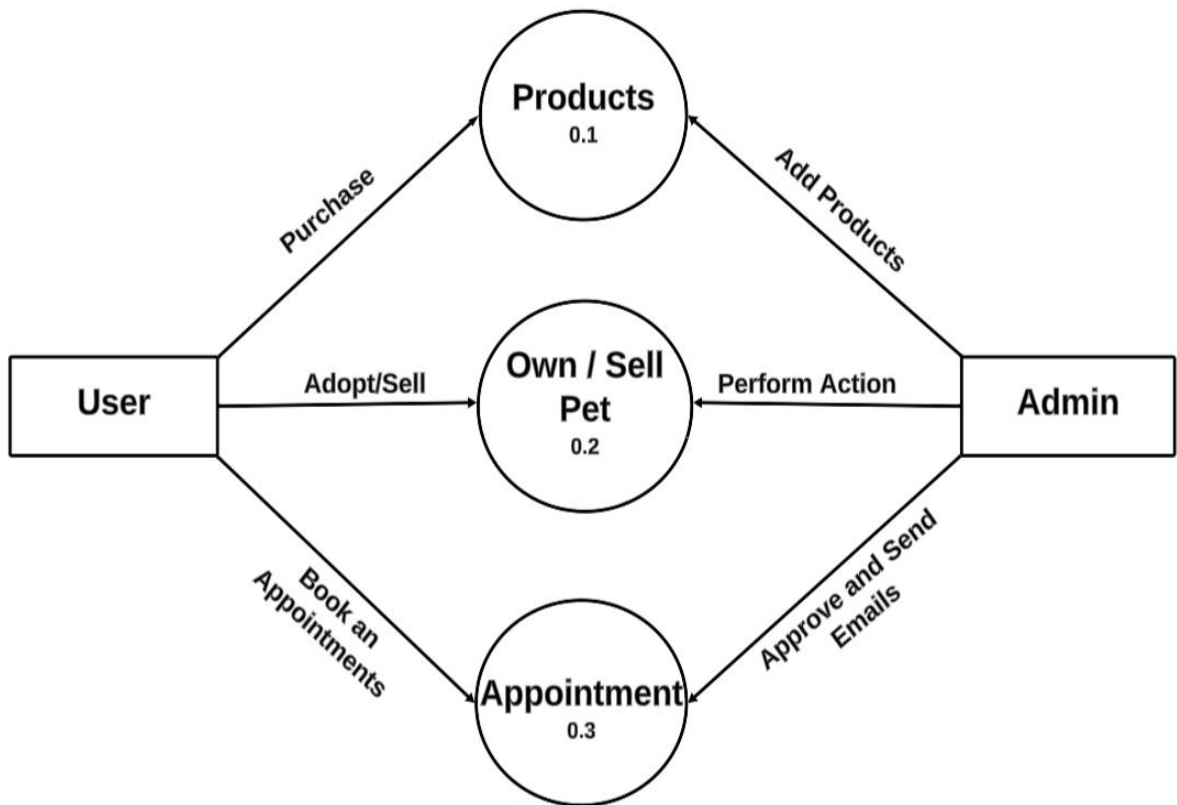 Products
0.1
Purchase
Add Products
User
Adopt/Sell
Own / Sell
Pet
0.2
Perform Action
Admin
Book an
Appointments
Approve and Send
Emails
Appointment
0.3